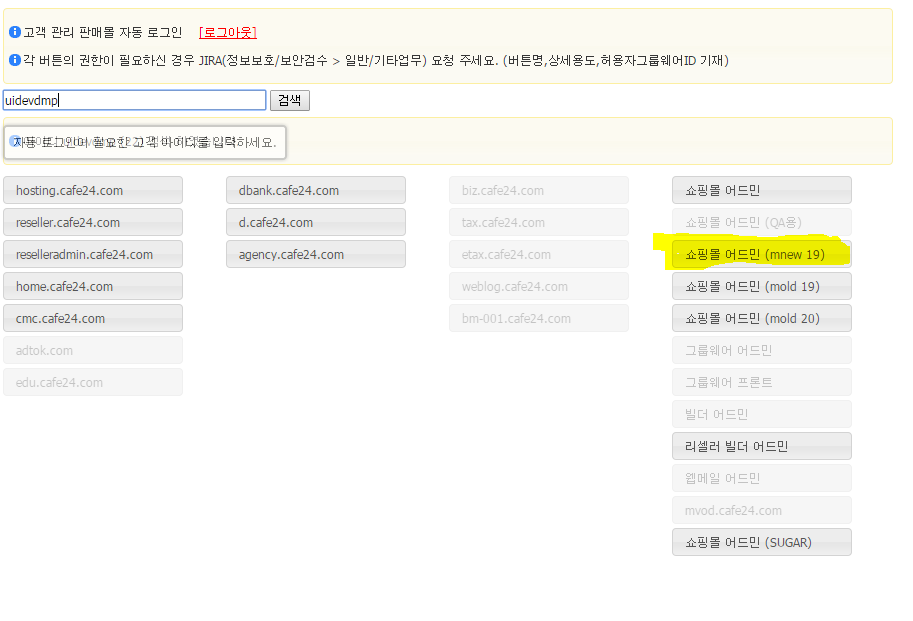 고객 관리 판매몰 자동 로그인 [로그아웃]
각 버튼의 권한이 필요하신 경우 JIRA(정보보호/보안검수 > 일반/기타업무) 요청 주세요. (버튼명,상세용도,허용자그룹웨어ID 기재)
uidevdmp 검색
자동 로그인이 필요한 고객 아이디를 입력하세요.
hosting.cafe24.com
reseller.cafe24.com
reselleradmin.cafe24.com
home.cafe24.com
cmc.cafe24.com
adtok.com
edu.cafe24.com
dbank.cafe24.com
d.cafe24.com
agency.cafe24.com
biz.cafe24.com
tax.cafe24.com
etax.cafe24.com
weblog.cafe24.com
bm-001.cafe24.com
쇼핑몰 어드민
쇼핑몰 어드민 (QA용)
쇼핑몰 어드민 (mnew 19)
쇼핑몰 어드민 (mold 19)
쇼핑몰 어드민 (mold 20)
그룹웨어 어드민
그룹웨어 프론트
빌더 어드민
리셀러 빌더 어드민
웹메일 어드민
mvod.cafe24.com
쇼핑몰 어드민 (SUGAR)